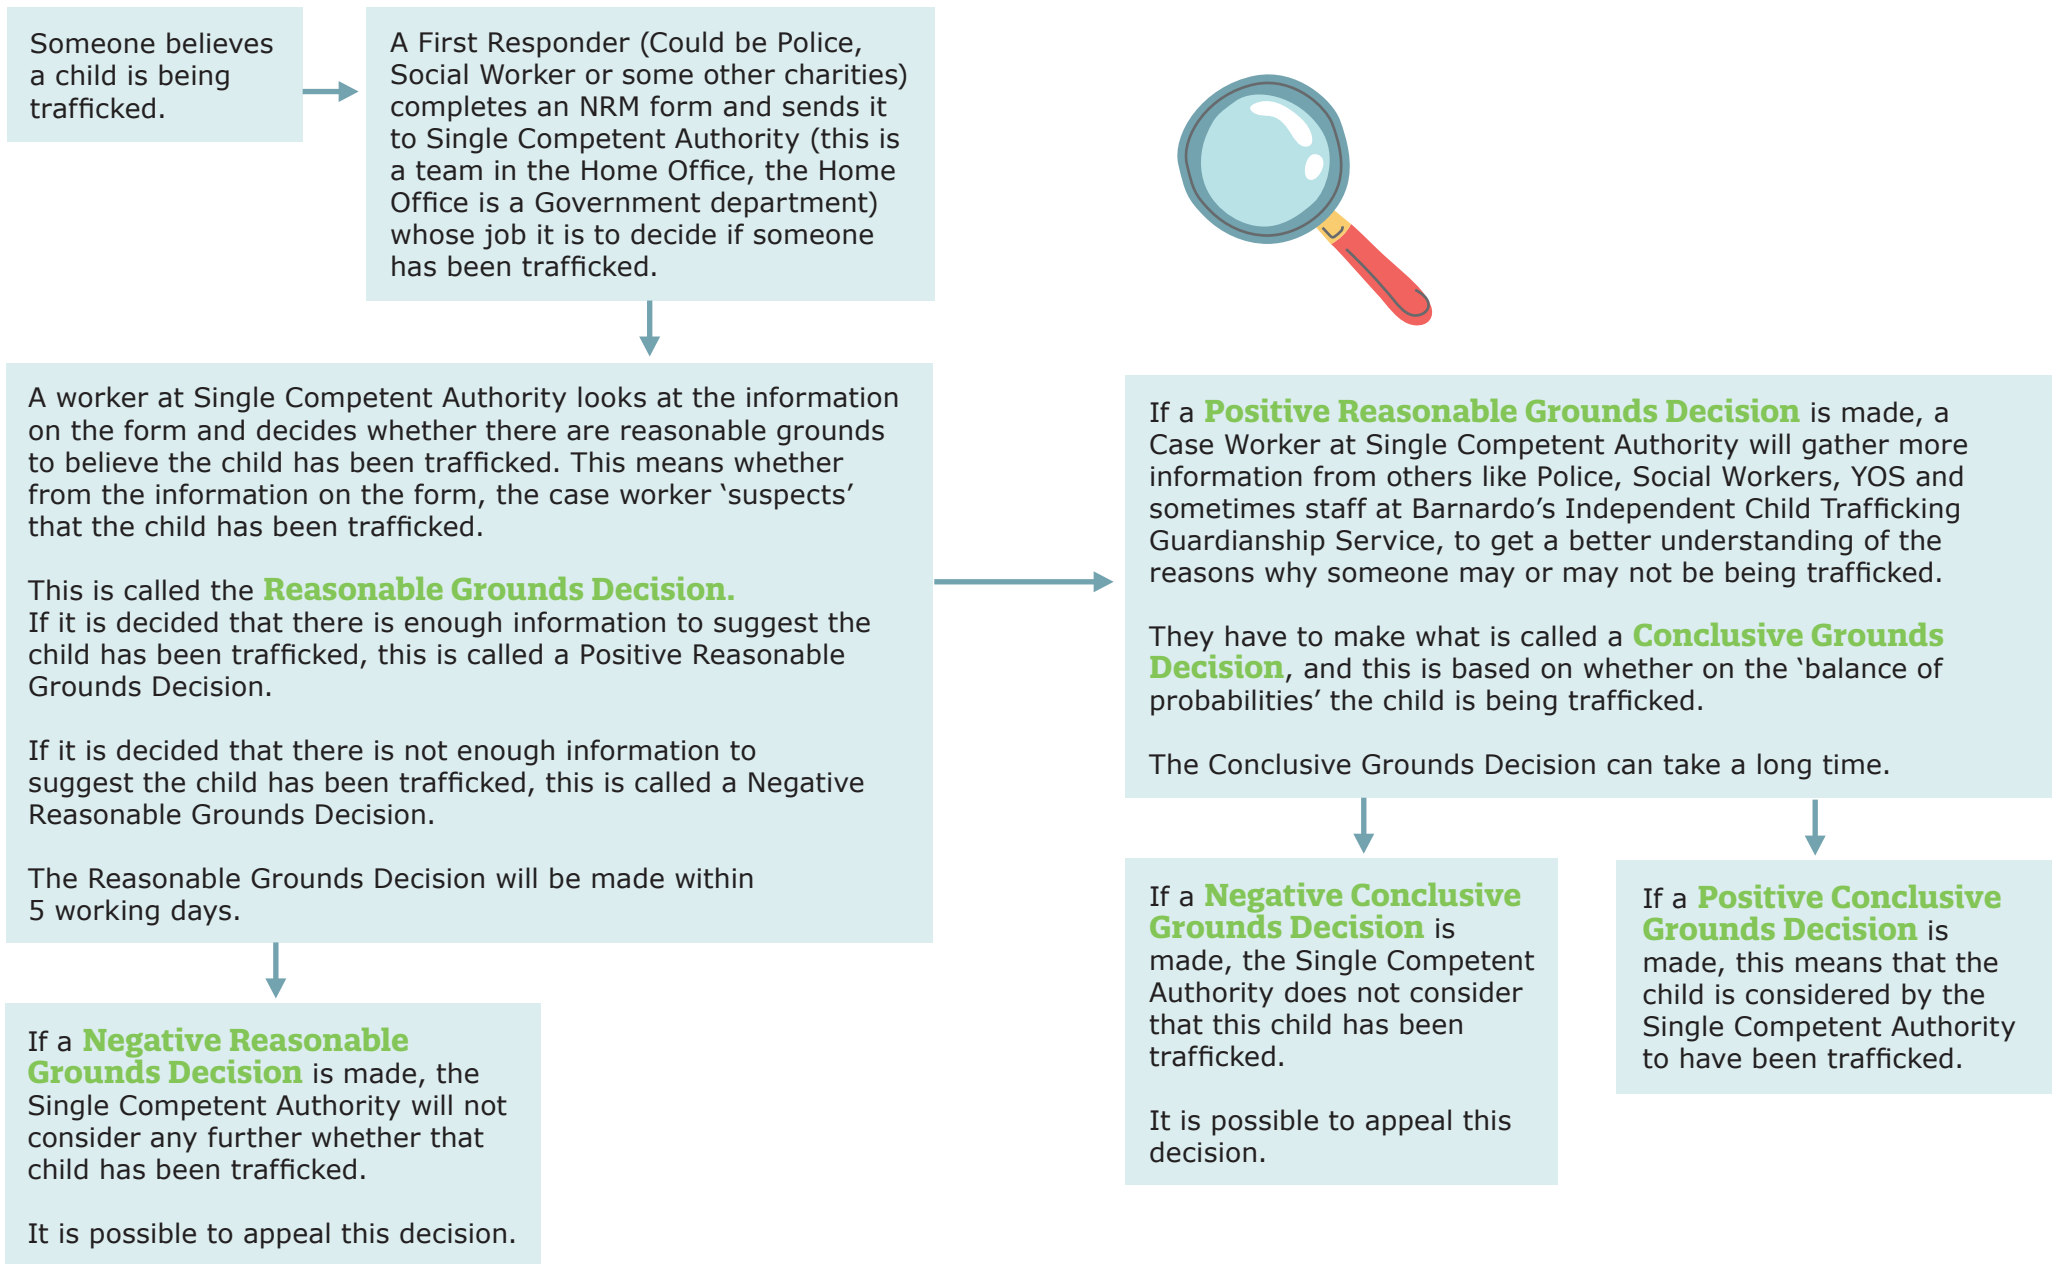 Someone believes
a child is being
trafficked.
A First Responder (Could be Police,
Social Worker or some other charities)
completes an NRM form and sends it
to Single Competent Authority (this is
a team in the Home Office, the Home
Office is a Government department)
whose job it is to decide if someone
has been trafficked.
A worker at Single Competent Authority looks at the information
on the form and decides whether there are reasonable grounds
to believe the child has been trafficked. This means whether
from the information on the form, the case worker ‘suspects’
that the child has been trafficked.
This is called the Reasonable Grounds Decision.
If it is decided that there is enough information to suggest the
child has been trafficked, this is called a Positive Reasonable
Grounds Decision.
If it is decided that there is not enough information to
suggest the child has been trafficked, this is called a Negative
Reasonable Grounds Decision.
The Reasonable Grounds Decision will be made within
5 working days.
If a Negative Reasonable
Grounds Decision is made, the
Single Competent Authority will not
consider any further whether that
child has been trafficked.
It is possible to appeal this decision.
If a Positive Reasonable Grounds Decision is made, a
Case Worker at Single Competent Authority will gather more
information from others like Police, Social Workers, YOS and
sometimes staff at Barnardo’s Independent Child Trafficking
Guardianship Service, to get a better understanding of the
reasons why someone may or may not be being trafficked.
They have to make what is called a Conclusive Grounds
Decision, and this is based on whether on the ‘balance of
probabilities’ the child is being trafficked.
The Conclusive Grounds Decision can take a long time.
If a Negative Conclusive
Grounds Decision is
made, the Single Competent
Authority does not consider
that this child has been
trafficked.
It is possible to appeal this
decision.
If a Positive Conclusive
Grounds Decision is
made, this means that the
child is considered by the
Single Competent Authority
to have been trafficked.